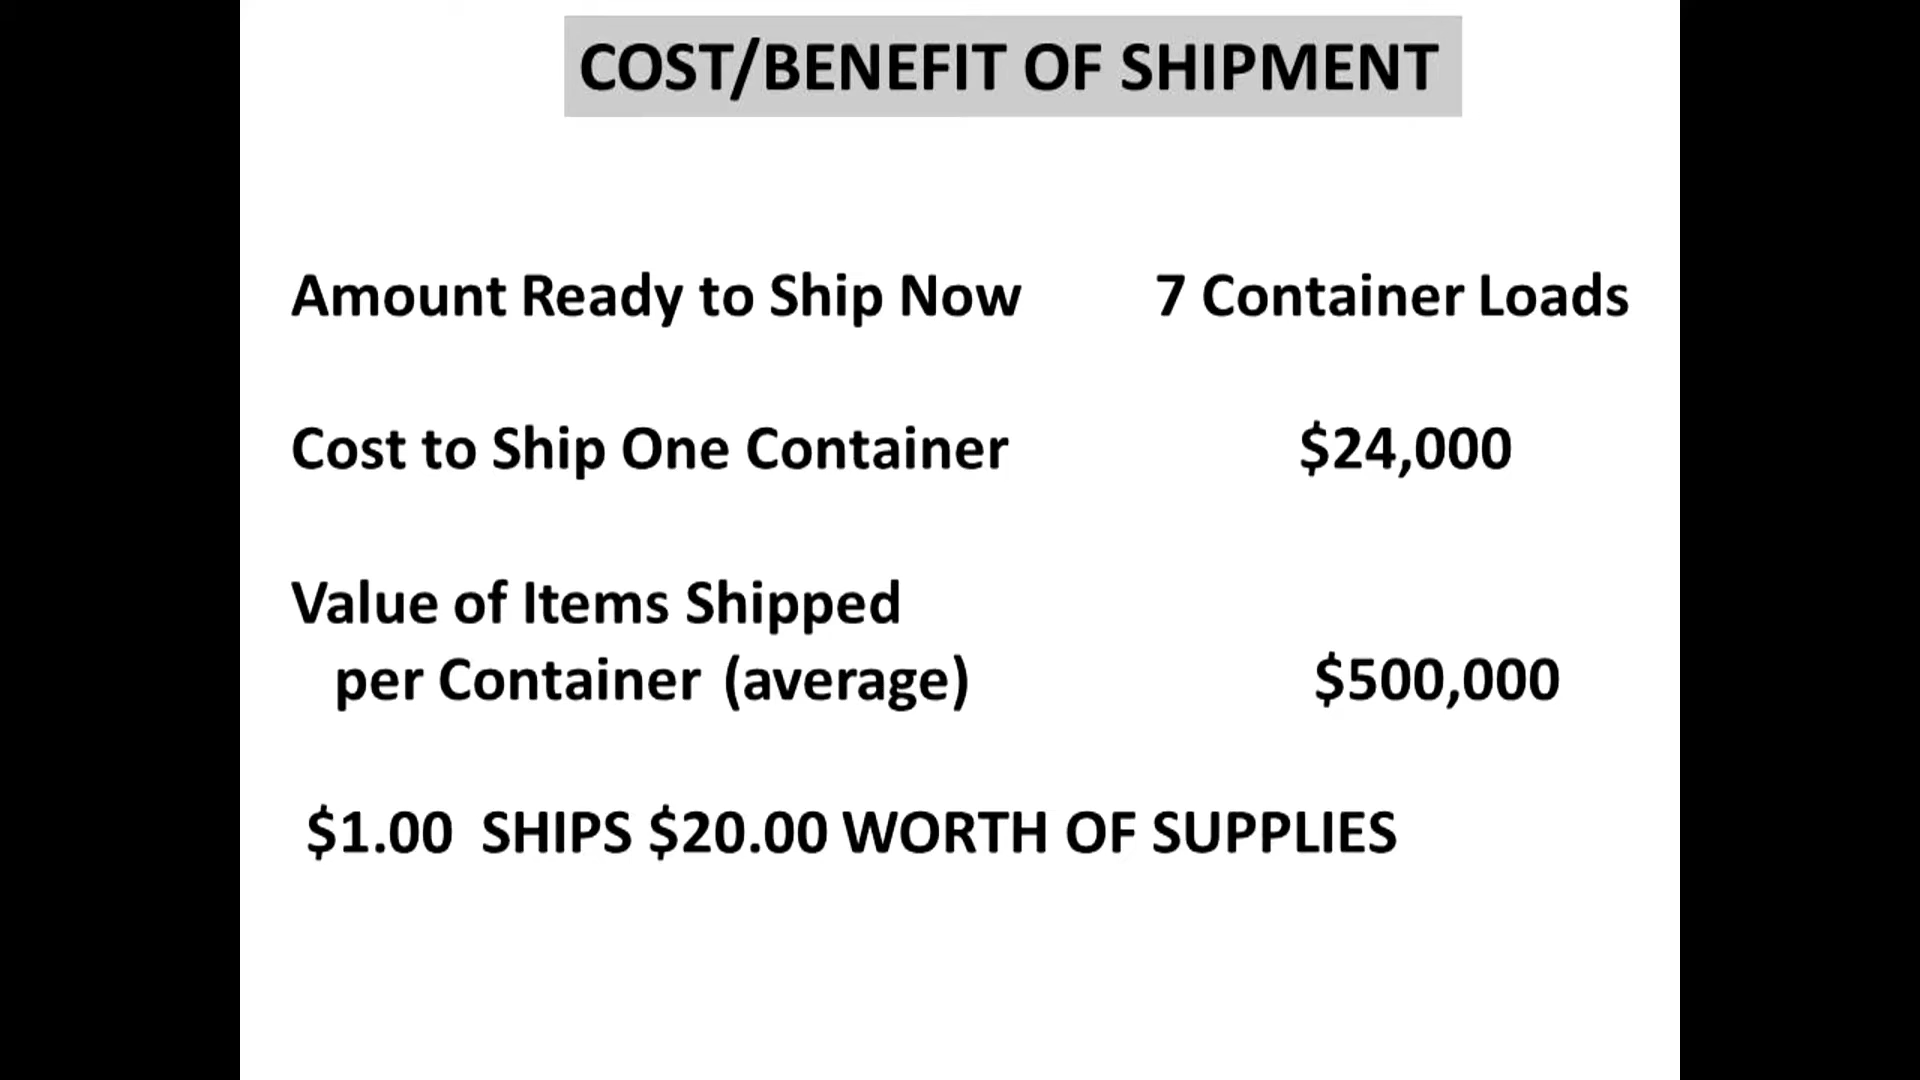 COST/BENEFIT OF SHIPMENT
Amount Ready to Ship Now 7 Container Loads
Cost to Ship One Container $24,000
Value of Items Shipped
per Container (average) $500,000
$1.00 SHIPS $20.00 WORTH OF SUPPLIES